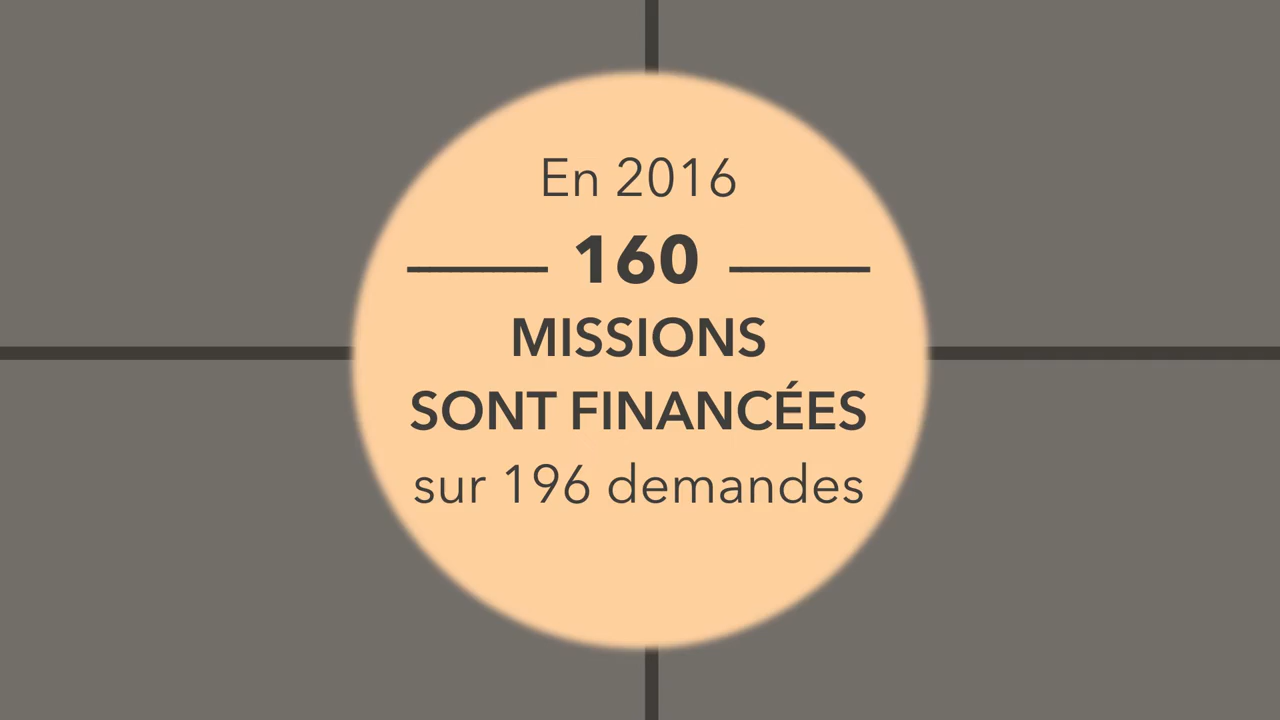 En 2016
160
MISSIONS
SONT FINANCÉES
sur 196 demandes